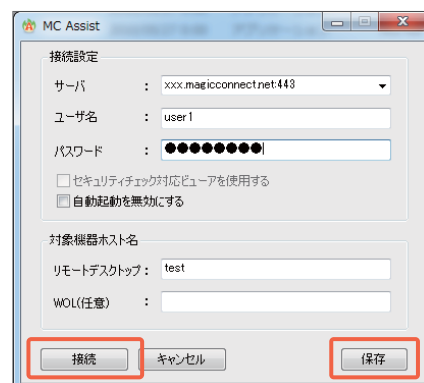 MC Assist
接続設定
サーバ : xxx.magicconnect.net:443
ユーザ名 : user1
パスワード : ●●●●●●●●
セキュリティチェック対応ビューアを使用する
自動起動を無効にする
対象機器ホスト名
リモートデスクトップ : test
WOL(任意) :
接続 キャンセル 保存